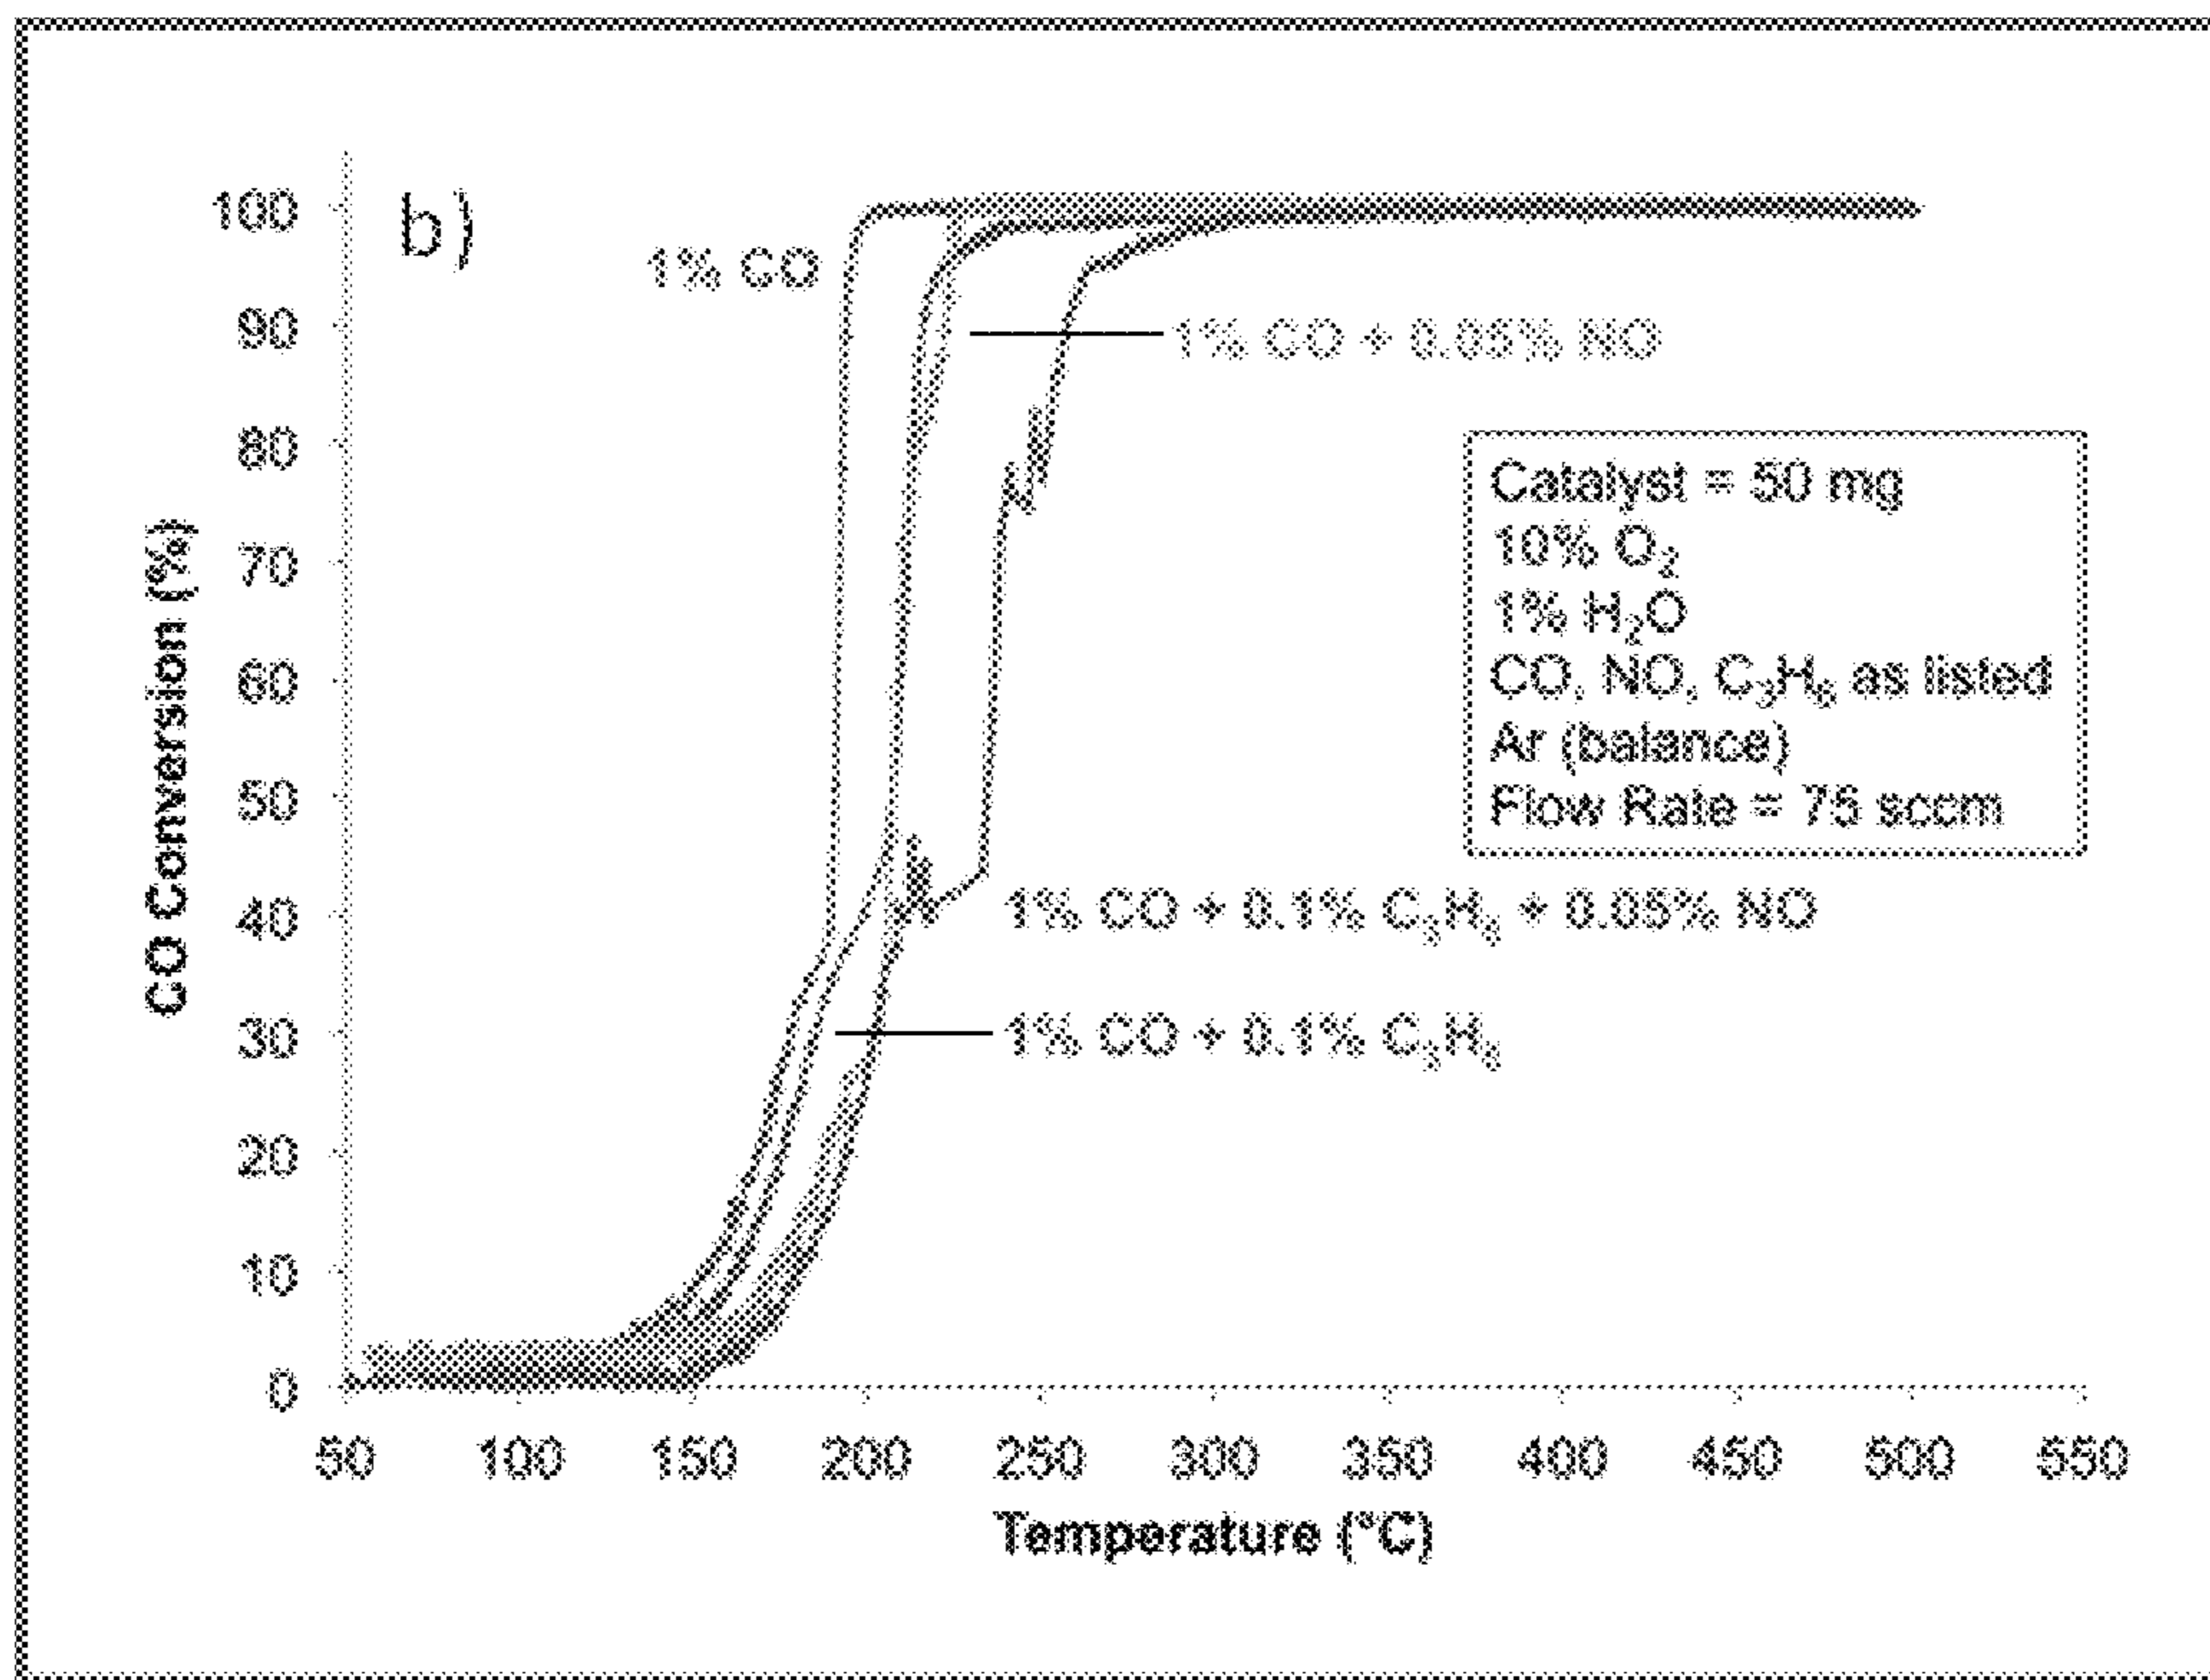 b)
100
90
80
70
60
50
40
30
20
10
0
CO Conversion (%)
1% CO
1% CO + 0.05% NO
Catalyst = 50 mg
10% O₂
1% H₂O
CO, NO, C₃H₆ as listed
Ar (balance)
Flow Rate = 75 sccm
1% CO + 0.1% C₃H₆ + 0.05% NO
1% CO + 0.1% C₃H₆
50 100 150 200 250 300 350 400 450 500 550
Temperature (°C)